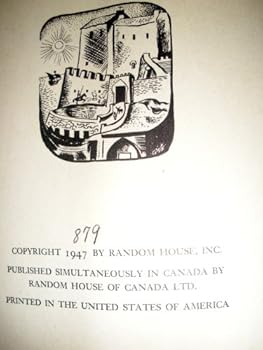 879
COPYRIGHT 1947 BY RANDOM HOUSE, INC.
PUBLISHED SIMULTANEOUSLY IN CANADA BY
RANDOM HOUSE OF CANADA LTD.
PRINTED IN THE UNITED STATES OF AMERICA